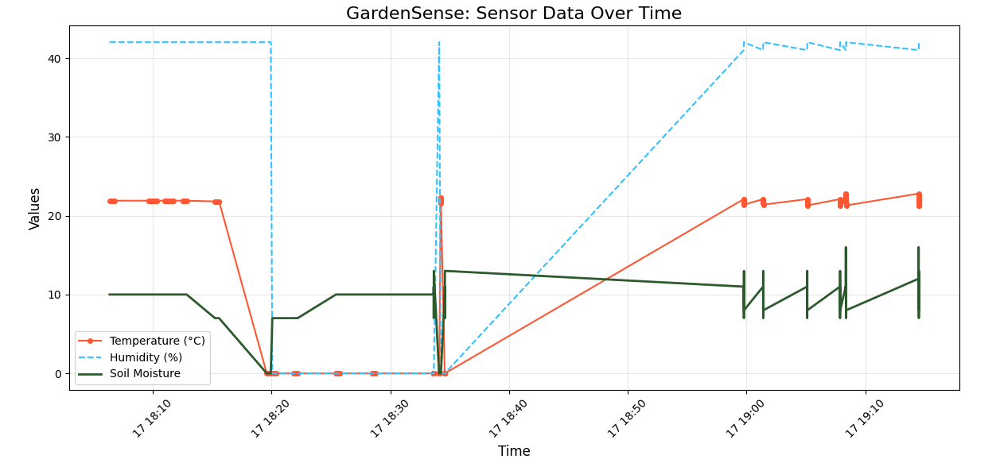 GardenSense: Sensor Data Over Time
Values
40
30
20
10
0
Temperature (°C)
Humidity (%)
Soil Moisture
17 18:10
17 18:20
17 18:30
17 18:40
17 18:50
17 19:00
17 19:10
Time